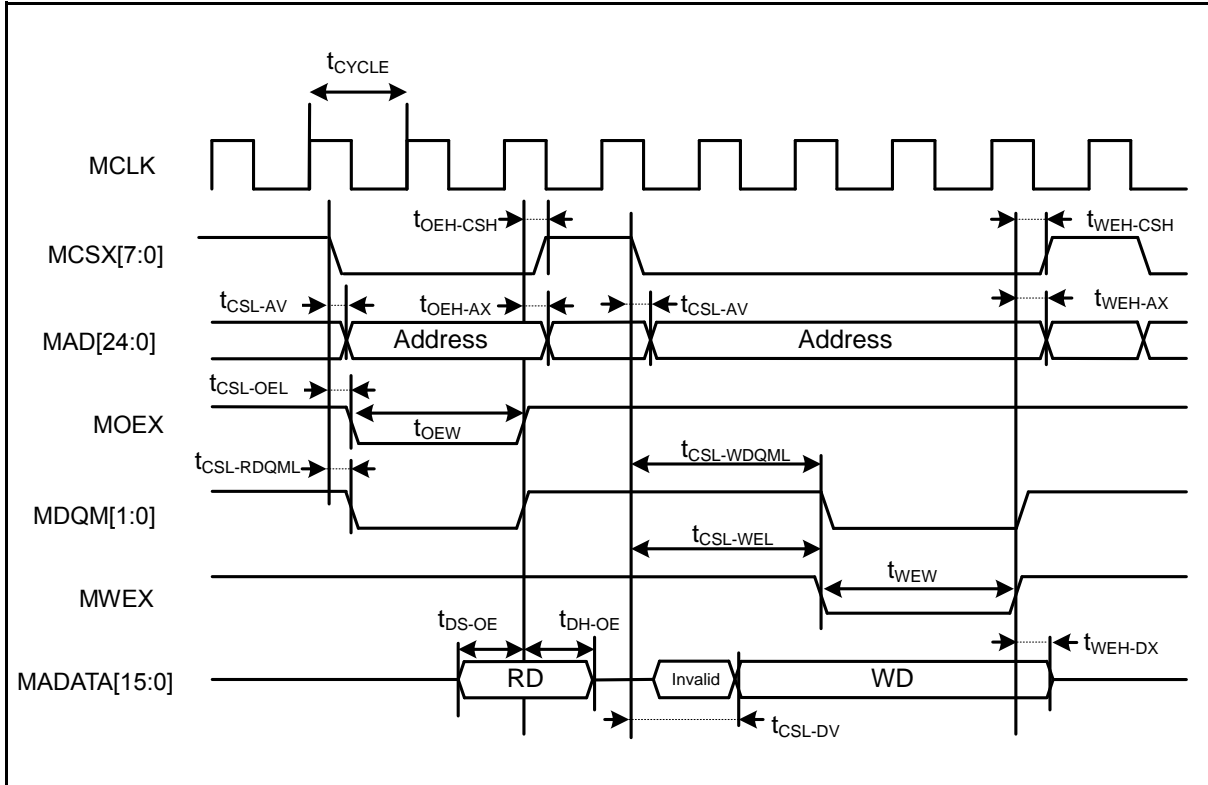 tCYCLE
MCLK
tOEH-CSH
tWEH-CSH
MCSX[7:0]
tCSL-AV
tOEH-AX
tCSL-AV
tWEH-AX
MAD[24:0]
Address
Address
tCSL-OEL
MOEX
tOEW
tCSL-WDQML
tCSL-RDQML
MDQM[1:0]
tCSL-WEL
tWEW
MWEX
tDS-OE
tDH-OE
tWEH-DX
MADATA[15:0]
RD
Invalid
WD
tCSL-DV